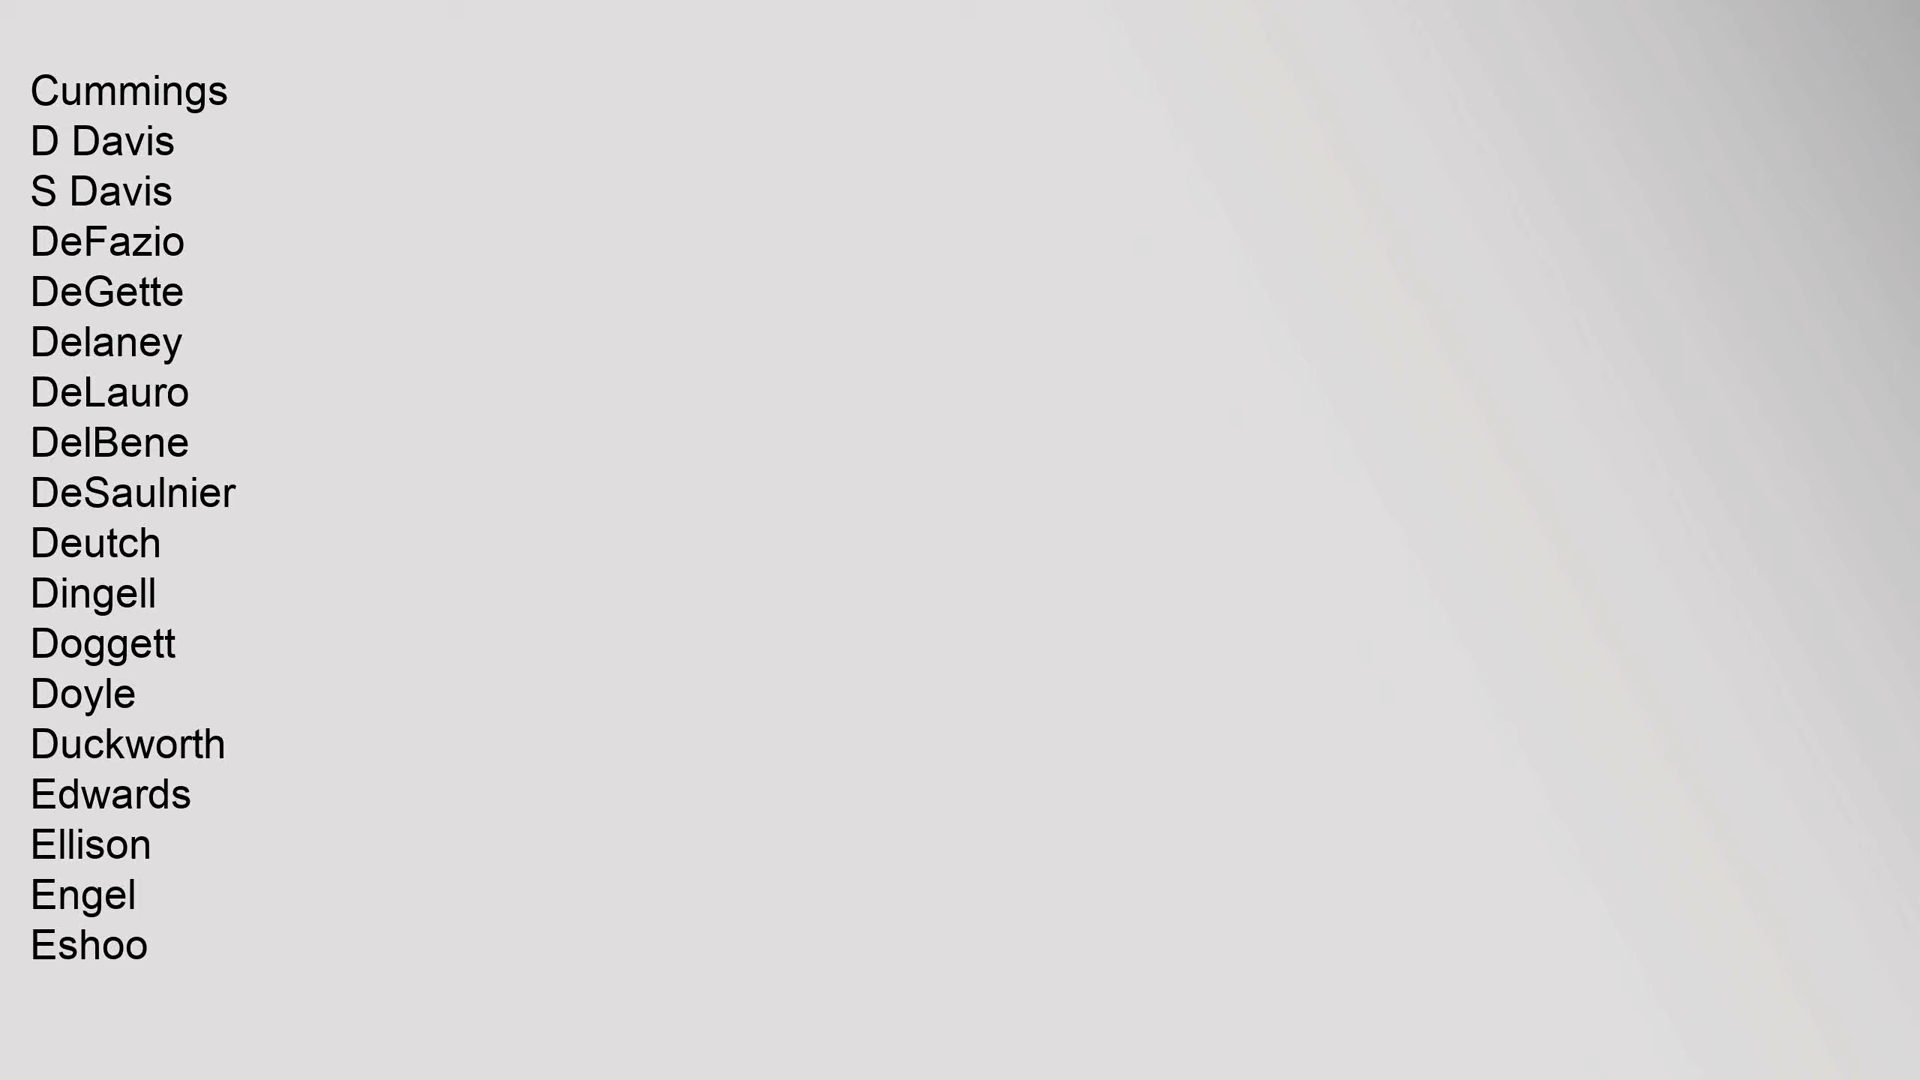 Cummings
D Davis
S Davis
DeFazio
DeGette
Delaney
DeLauro
DelBene
DeSaulnier
Deutch
Dingell
Doggett
Doyle
Duckworth
Edwards
Ellison
Engel
Eshoo